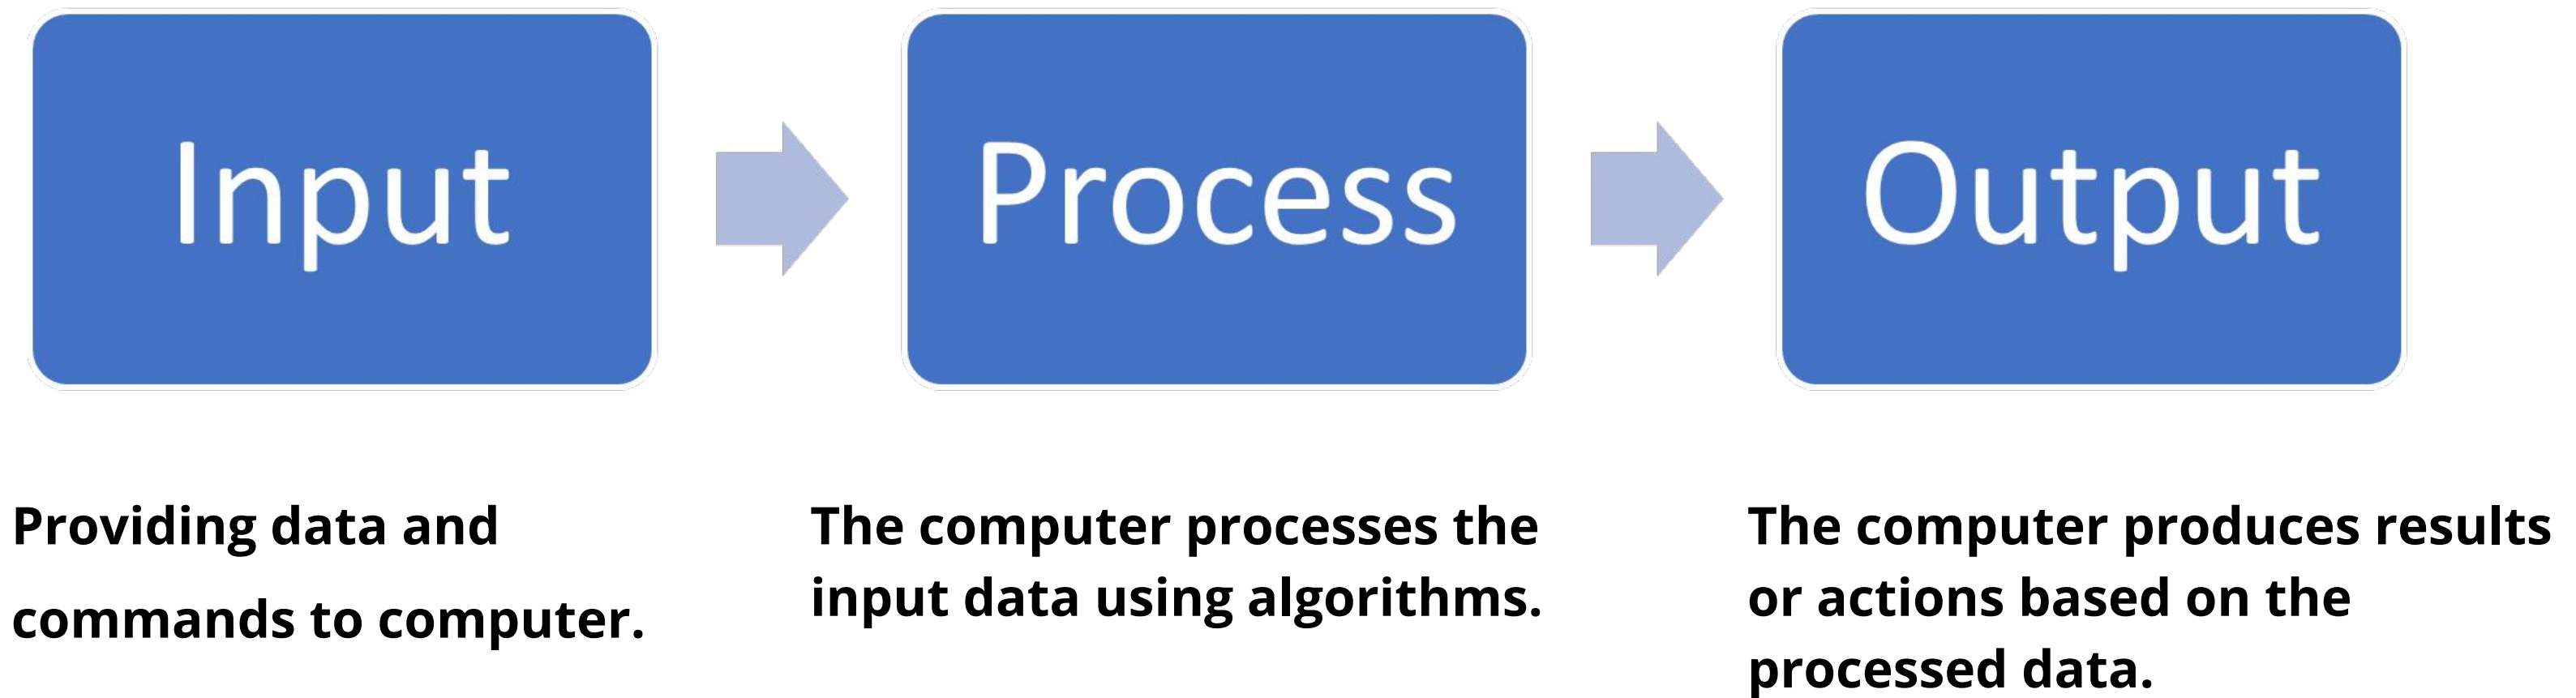 Input
Process
Output
Providing data and
commands to computer.
The computer processes the
input data using algorithms.
The computer produces results
or actions based on the
processed data.